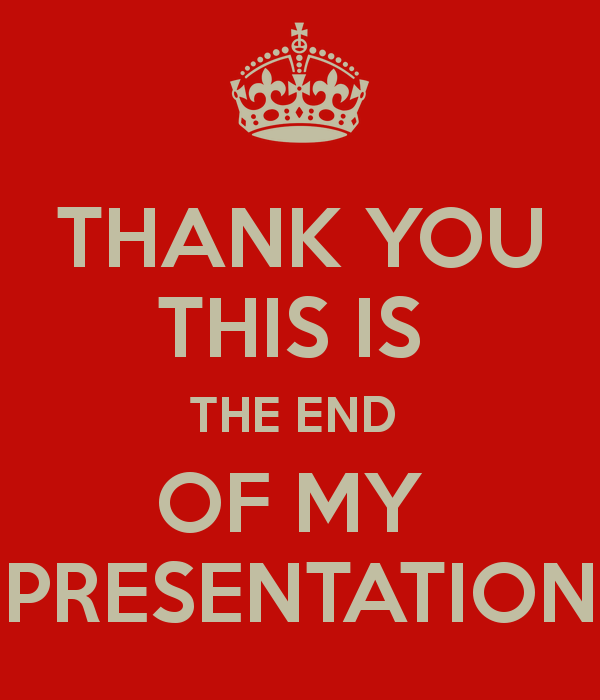 THANK YOU
THIS IS
THE END
OF MY
PRESENTATION